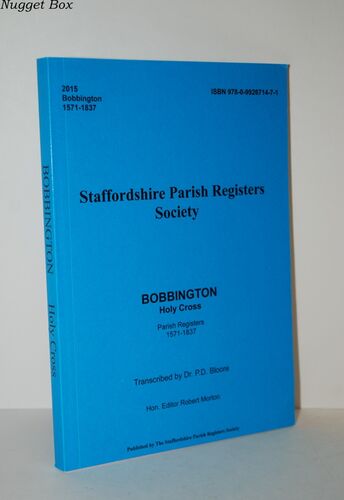 Nugget Box
2015
Bobbington
1571-1837
ISBN 978-0-9928714-7-1
Staffordshire Parish Registers
Society
BOBBINGTON
Holy Cross
Parish Registers
1571-1837
Transcribed by Dr. P.D. Bloore
Hon. Editor Robert Morton
Published by The Staffordshire Parish Registers Society
BOBBINGTON Holy Cross